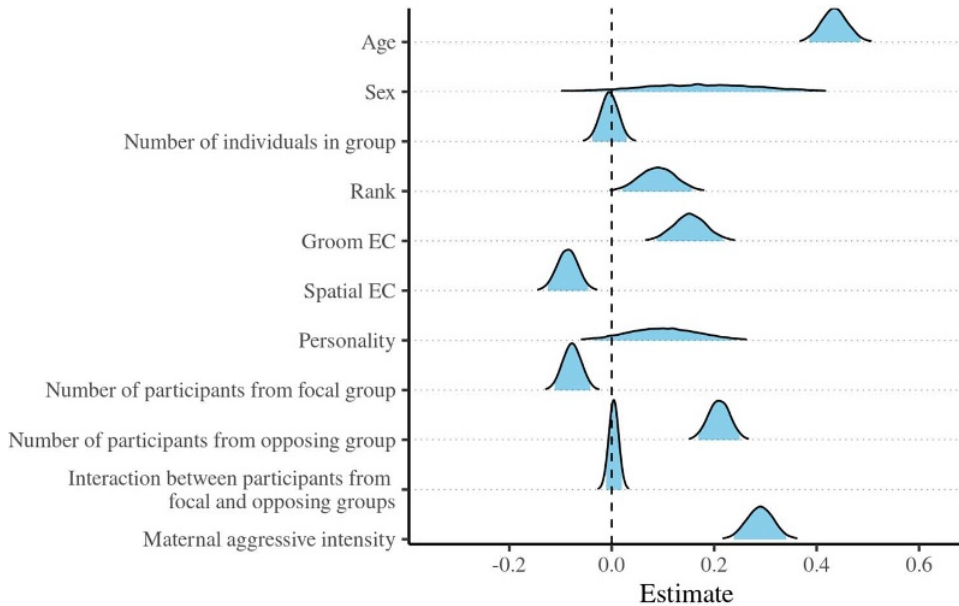 Age
Sex
Number of individuals in group
Rank
Groom EC
Spatial EC
Personality
Number of participants from focal group
Number of participants from opposing group
Interaction between participants from
focal and opposing groups
Maternal aggressive intensity
-0.2 0.0 0.2 0.4 0.6
Estimate